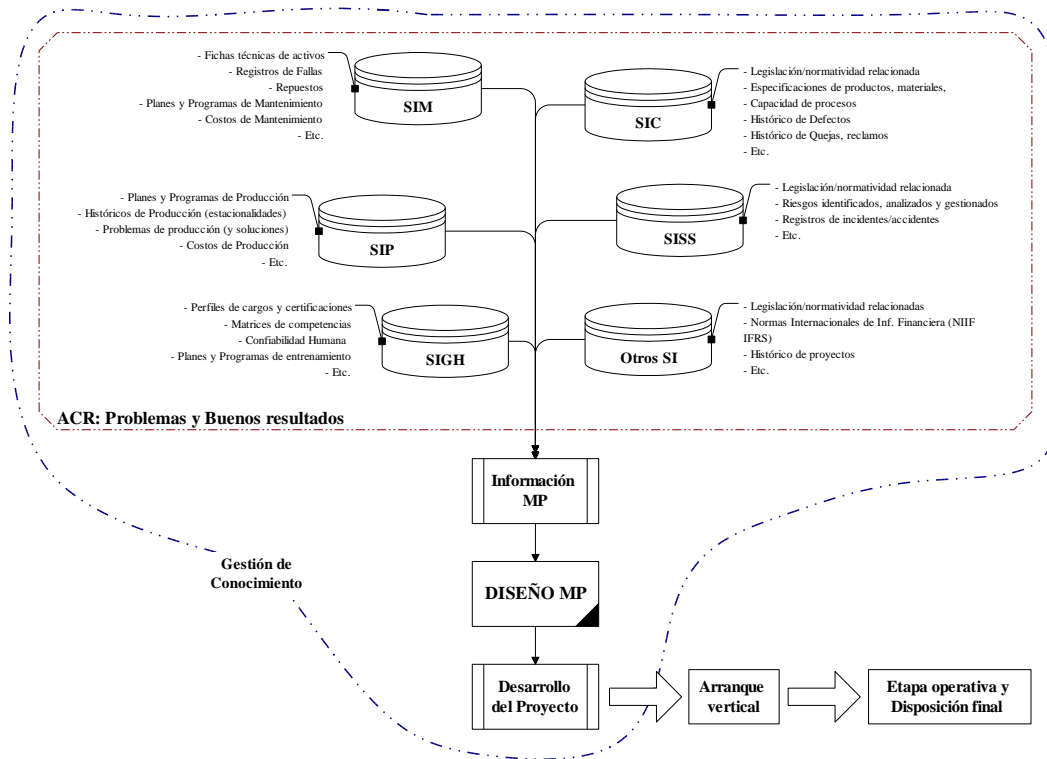 - Fichas técnicas de activos
- Registros de Fallas
- Repuestos
- Planes y Programas de Mantenimiento
- Costos de Mantenimiento
- Etc.
SIM
SIC
- Legislación/normatividad relacionada
- Especificaciones de productos, materiales,
- Capacidad de procesos
- Histórico de Defectos
- Histórico de Quejas, reclamos
- Etc.
- Planes y Programas de Producción
- Históricos de Producción (estacionalidades)
- Problemas de producción (y soluciones)
- Costos de Producción
- Etc.
SIP
SISS
- Legislación/normatividad relacionada
- Riesgos identificados, analizados y gestionados
- Registros de incidentes/accidentes
- Etc.
- Perfiles de cargos y certificaciones
- Matrices de competencias
- Confiabilidad Humana
- Planes y Programas de entrenamiento
- Etc.
SIGH
Otros SI
- Legislación/normatividad relacionadas
- Normas Internacionales de Inf. Financiera (NIIF
IFRS)
- Histórico de proyectos
- Etc.
ACR: Problemas y Buenos resultados
Información
MP
Gestión de
Conocimiento
DISEÑO MP
Desarrollo
del Proyecto
Arranque
vertical
Etapa operativa y
Disposición final